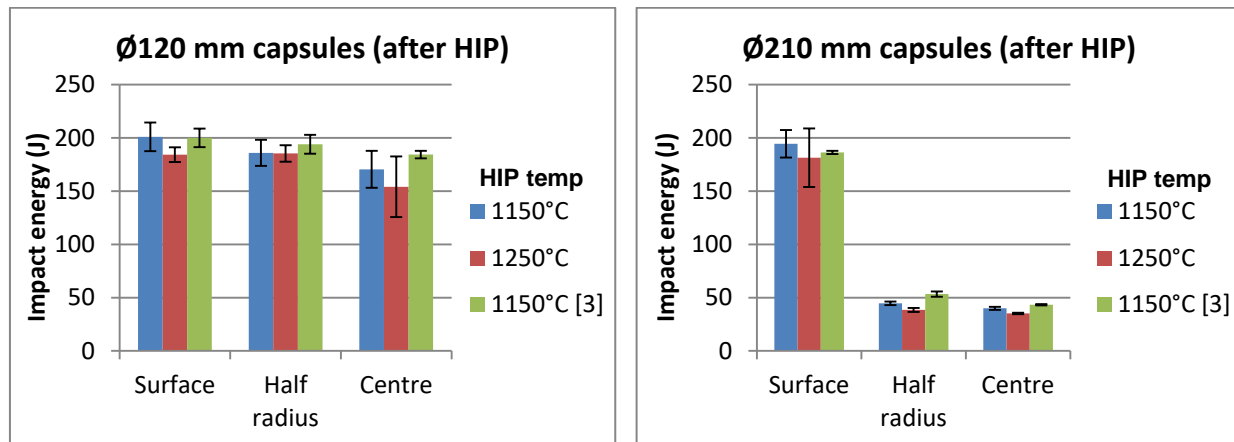 Ø120 mm capsules (after HIP)
250
200
150
100
50
0
Impact energy (J)
Surface
Half
radius
Centre
HIP temp
1150°C
1250°C
1150°C [3]
Ø210 mm capsules (after HIP)
250
200
150
100
50
0
Impact energy (J)
Surface
Half
radius
Centre
HIP temp
1150°C
1250°C
1150°C [3]